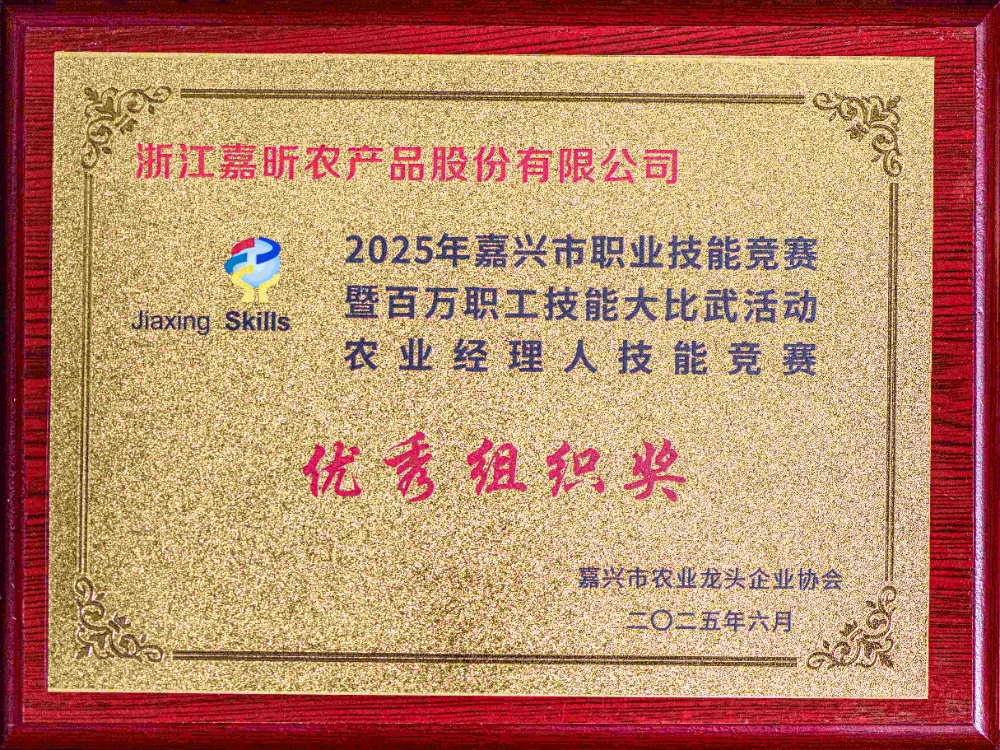 浙江嘉昕农产品股份有限公司
2025年嘉兴市职业技能竞赛
暨百万职工技能大比武活动
农业经理人技能竞赛
Jiaxing Skills
优秀组织奖
嘉兴市农业龙头企业协会
二〇二五年六月